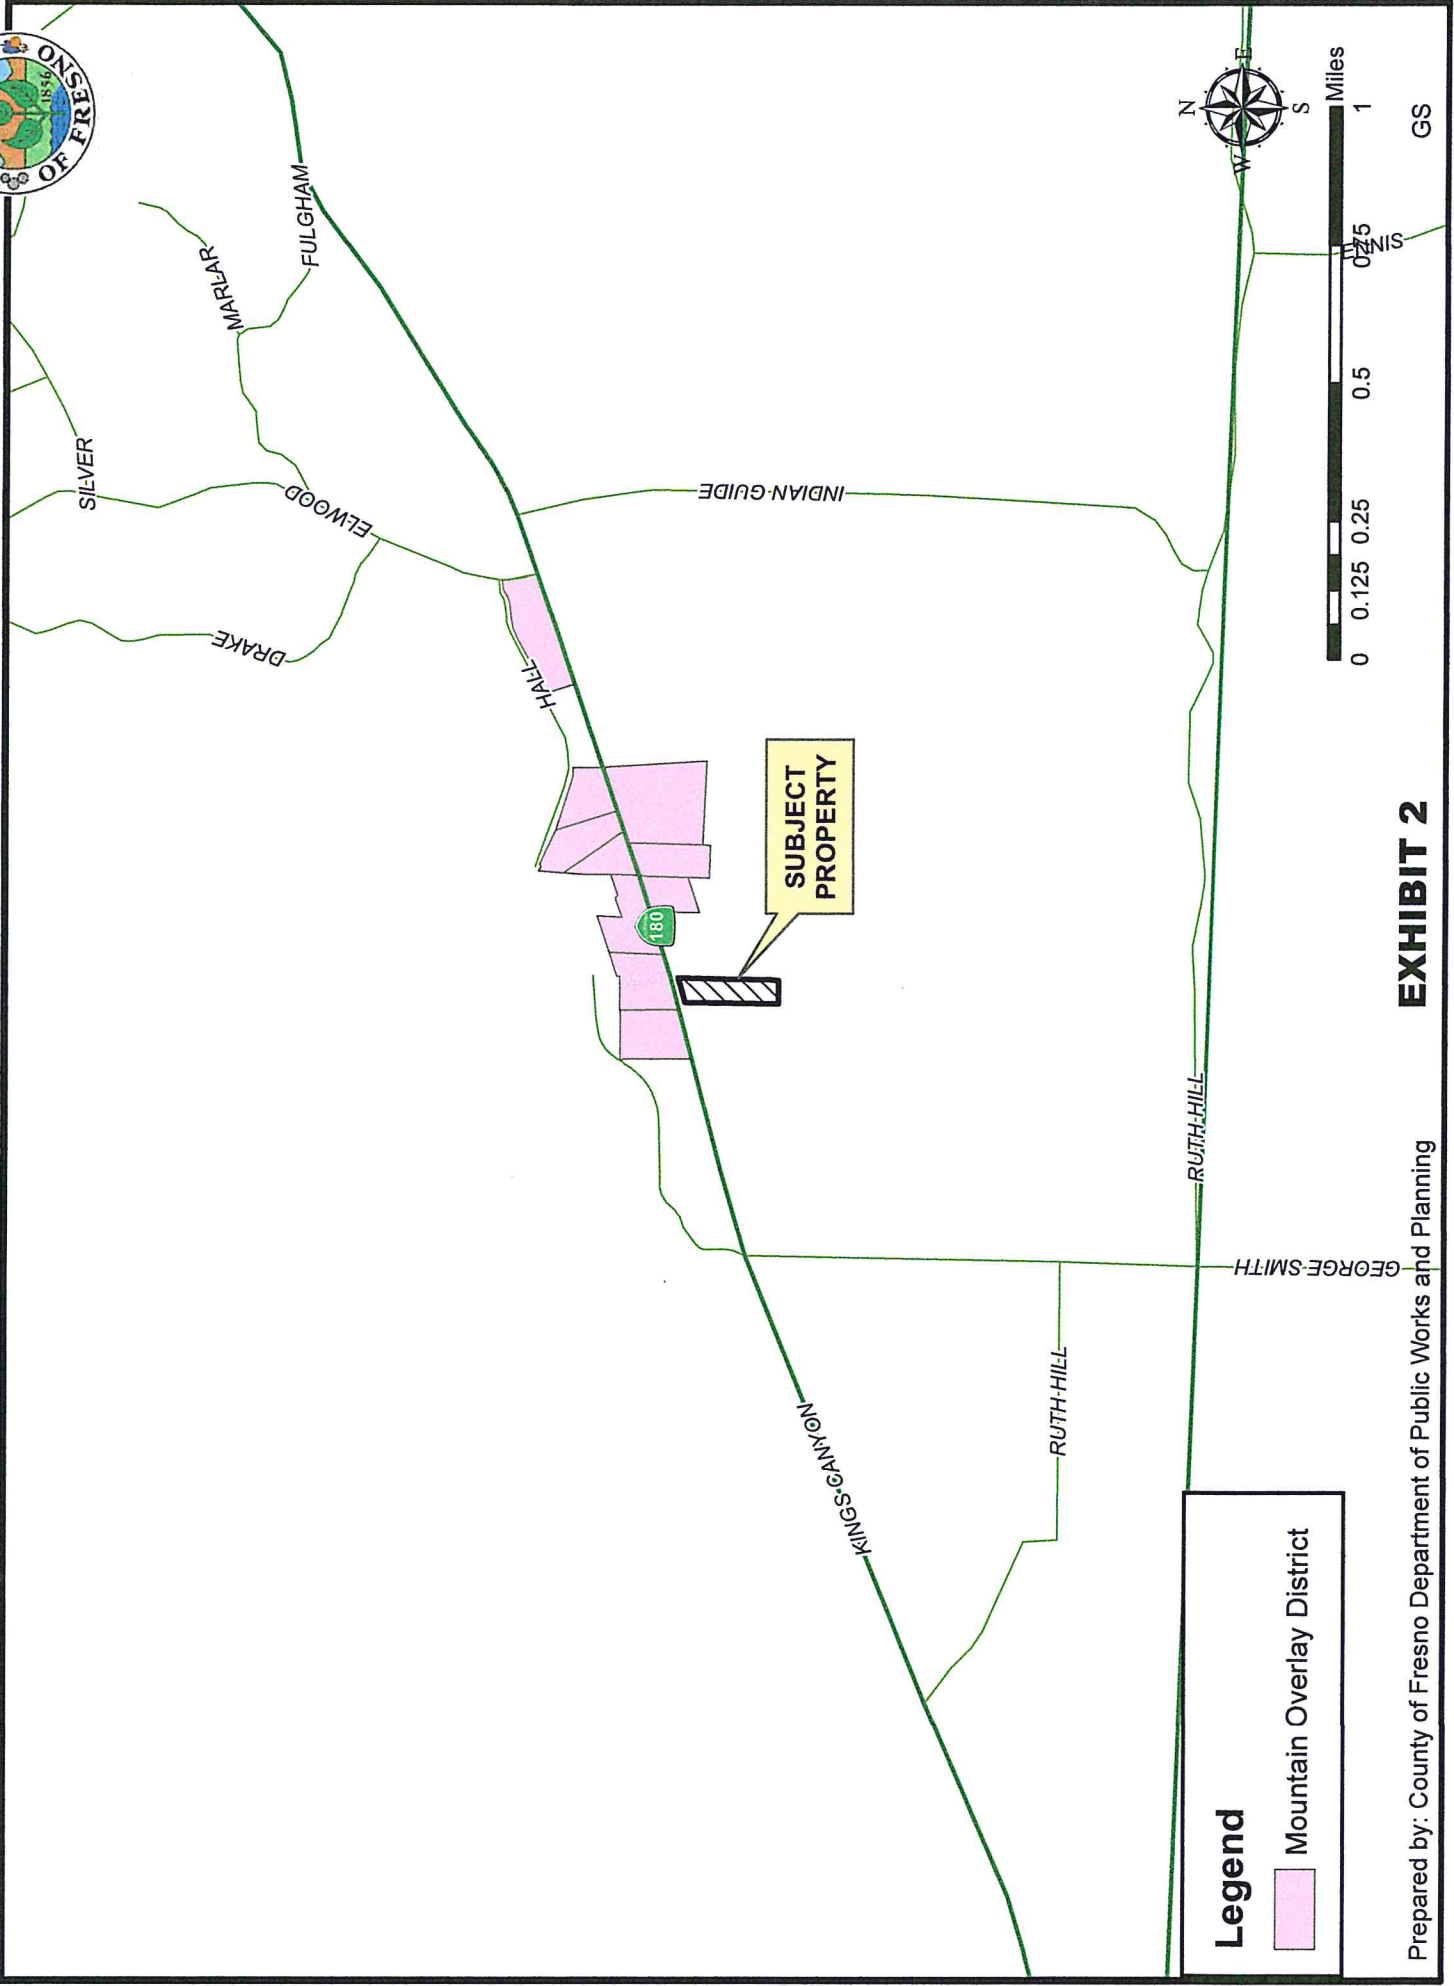 OF FRESNO
1856
SILVER
MARLAR
FULGHAM
ELWOOD
DRAKE
HALL
INDIAN GUIDE
180
SUBJECT
PROPERTY
KINGS CANYON
RUTH HILL
RUTH HILL
GEORGE SMITH
ENNIS
N
W E
S
0 0.125 0.25 0.5 0.75 1
Miles
Legend
Mountain Overlay District
EXHIBIT 2
GS
Prepared by: County of Fresno Department of Public Works and Planning